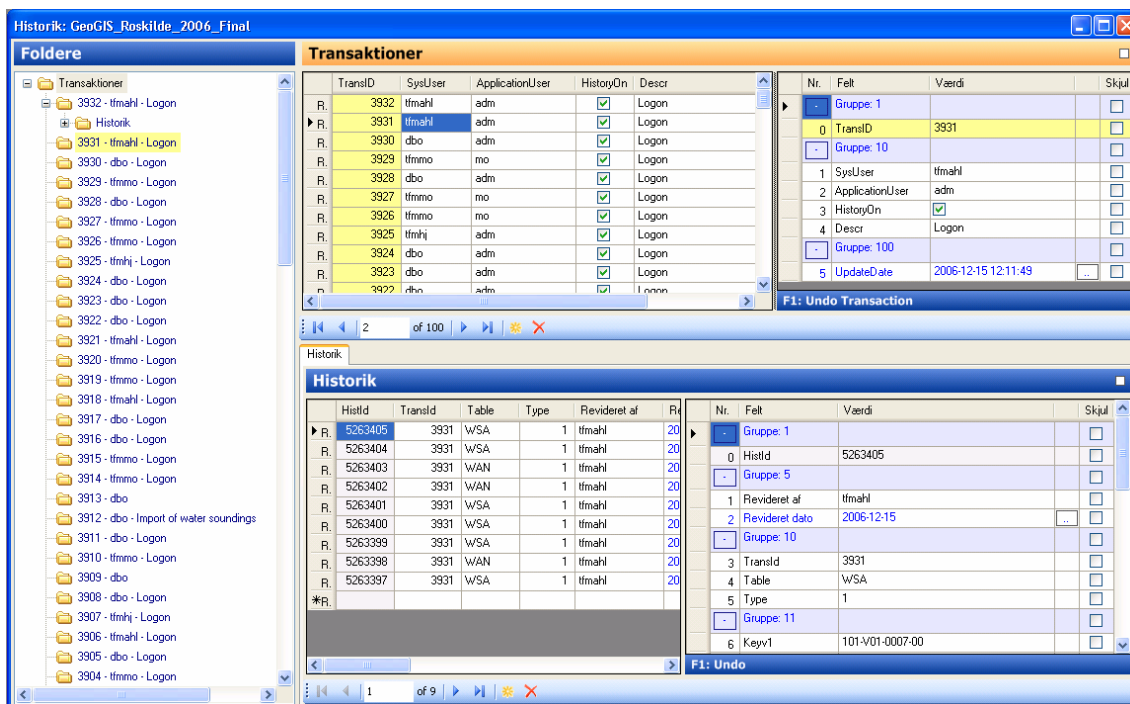 Historik: GeoGIS_Roskilde_2006_Final
Foldere
Transaktioner
3932 - tfmahl - Logon
Historik
3931 - tfmahl - Logon
3930 - dbo - Logon
3929 - tfmmo - Logon
3928 - dbo - Logon
3927 - tfmmo - Logon
3926 - tfmmo - Logon
3925 - tfmhj - Logon
3924 - dbo - Logon
3923 - dbo - Logon
3922 - dbo - Logon
3921 - tfmahl - Logon
3920 - tfmmo - Logon
3919 - tfmmo - Logon
3918 - tfmahl - Logon
3917 - dbo - Logon
3916 - dbo - Logon
3915 - tfmmo - Logon
3914 - tfmmo - Logon
3913 - dbo
3912 - dbo - Import of water soundings
3911 - dbo - Logon
3910 - tfmmo - Logon
3909 - dbo
3908 - dbo - Logon
3907 - tfmhj - Logon
3906 - tfmahl - Logon
3905 - dbo - Logon
3904 - tfmmo - Logon
Transaktioner
TransID SysUser ApplicationUser HistoryOn Descr
R. 3932 tfmahl adm Logon
R. 3931 tfmahl adm Logon
R. 3930 dbo adm Logon
R. 3929 tfmmo mo Logon
R. 3928 dbo adm Logon
R. 3927 tfmmo mo Logon
R. 3926 tfmmo mo Logon
R. 3925 tfmhj adm Logon
R. 3924 dbo adm Logon
R. 3923 dbo adm Logon
R. 3922 dbo adm Logon
2 of 100
Nr. Felt Værdi Skjul
- Gruppe: 1
0 TransID 3931
- Gruppe: 10
1 SysUser tfmahl
2 ApplicationUser adm
3 HistoryOn
4 Descr Logon
- Gruppe: 100
5 UpdateDate 2006-12-15 12:11:49 ..
F1: Undo Transaction
Historik
Historik
HistId TransId Table Type Revideret af Re
R. 5263405 3931 WSA 1 tfmahl 20
R. 5263404 3931 WSA 1 tfmahl 20
R. 5263403 3931 WAN 1 tfmahl 20
R. 5263402 3931 WAN 1 tfmahl 20
R. 5263401 3931 WSA 1 tfmahl 20
R. 5263400 3931 WSA 1 tfmahl 20
R. 5263399 3931 WSA 1 tfmahl 20
R. 5263398 3931 WAN 1 tfmahl 20
R. 5263397 3931 WSA 1 tfmahl 20
*R.
1 of 9
Nr. Felt Værdi Skjul
- Gruppe: 1
0 HistId 5263405
- Gruppe: 5
1 Revideret af tfmahl
2 Revideret dato 2006-12-15 ..
- Gruppe: 10
3 TransId 3931
4 Table WSA
5 Type 1
- Gruppe: 11
6 Keyv1 101-V01-0007-00
F1: Undo